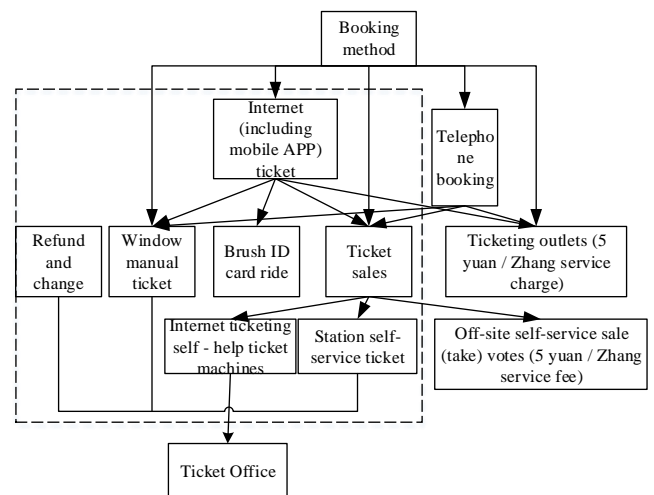 Booking
method
Internet
(including
mobile APP)
ticket
Telepho
ne
booking
Refund
and
change
Window
manual
ticket
Brush ID
card ride
Ticket
sales
Ticketing outlets (5
yuan / Zhang service
charge)
Internet ticketing
self - help ticket
machines
Station self-
service ticket
Off-site self-service sale
(take) votes (5 yuan / Zhang
service fee)
Ticket Office